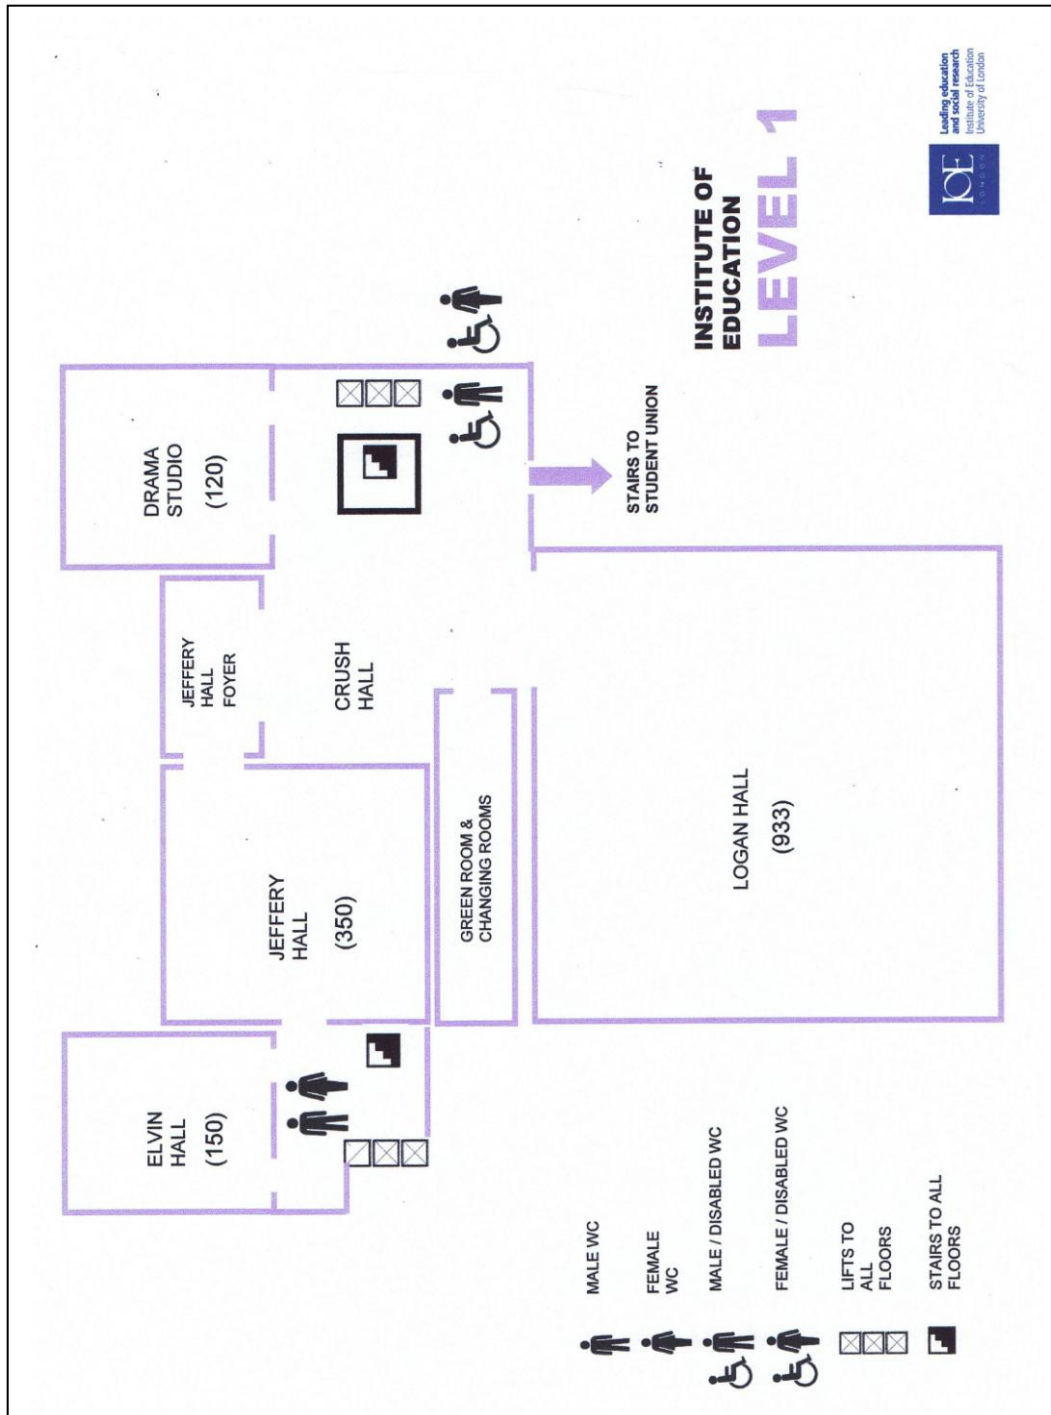 ELVIN
HALL
(150)
JEFFERY
HALL
(350)
JEFFERY
HALL
FOYER
DRAMA
STUDIO
(120)
CRUSH
HALL
GREEN ROOM &
CHANGING ROOMS
LOGAN HALL
(933)
STAIRS TO
STUDENT UNION
INSTITUTE OF
EDUCATION
LEVEL 1
MALE WC
FEMALE
WC
MALE / DISABLED WC
FEMALE / DISABLED WC
LIFTS TO
ALL
FLOORS
STAIRS TO ALL
FLOORS
IOE
LONDON
Leading education
and social research
Institute of Education
University of London